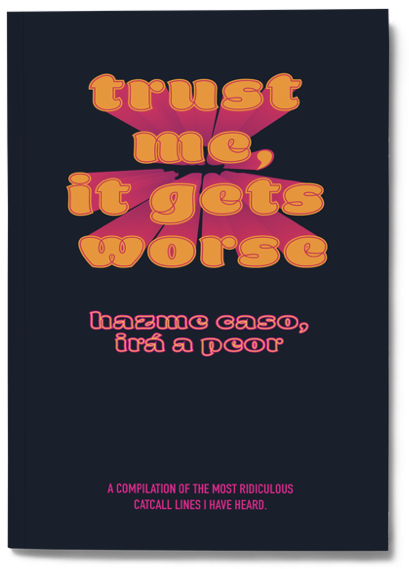 trust
me,
it gets
worse
hazme caso,
irá a peor
A COMPILATION OF THE MOST RIDICULOUS
CATCALL LINES I HAVE HEARD.